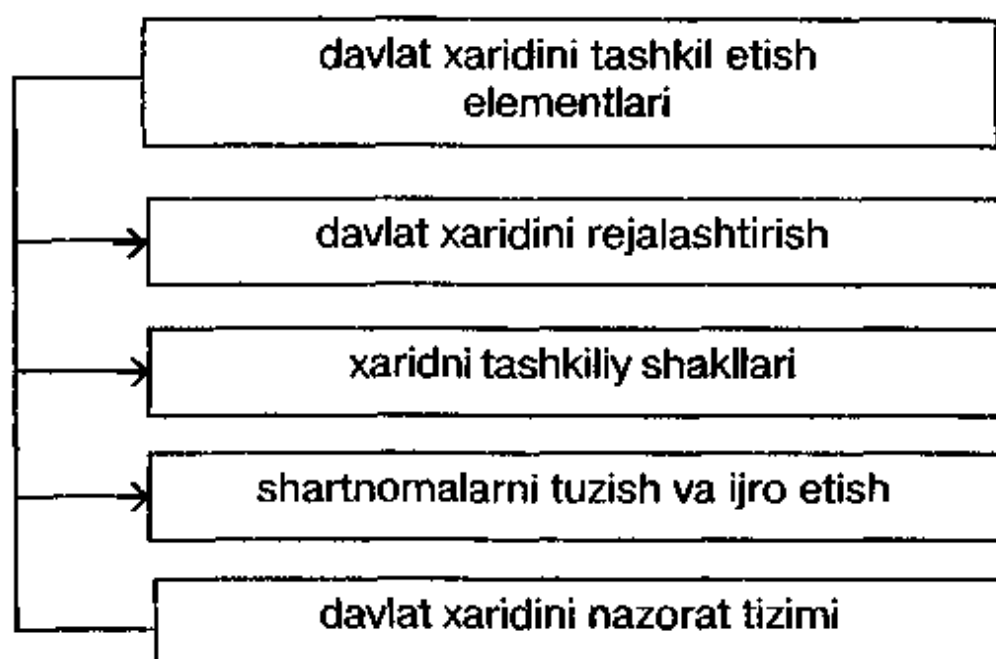 davlat xaridini tashkil etish
elementlari
davlat xaridini rejalashtirish
xaridni tashkiliy shakllari
shartnomalarni tuzish va ijro etish
davlat xaridini nazorat tizimi